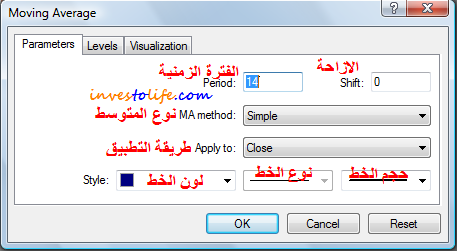 Moving Average
Parameters Levels Visualization
الفترة الزمنية
الازاحة
Period: 14 Shift: 0
investolife.com
نوع المتوسط MA method: Simple
طريقة التطبيق Apply to: Close
Style: لون الخط نوع الخط حجم الخط
OK Cancel Reset